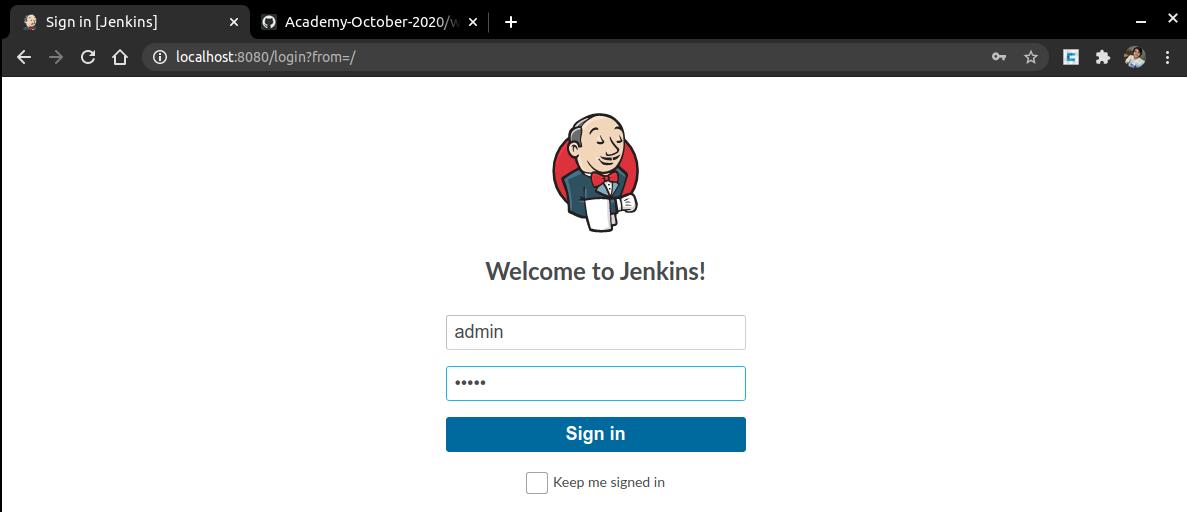 Sign in [Jenkins]
Academy-October-2020/w
localhost:8080/login?from=/
Welcome to Jenkins!
admin
•••••
Sign in
Keep me signed in